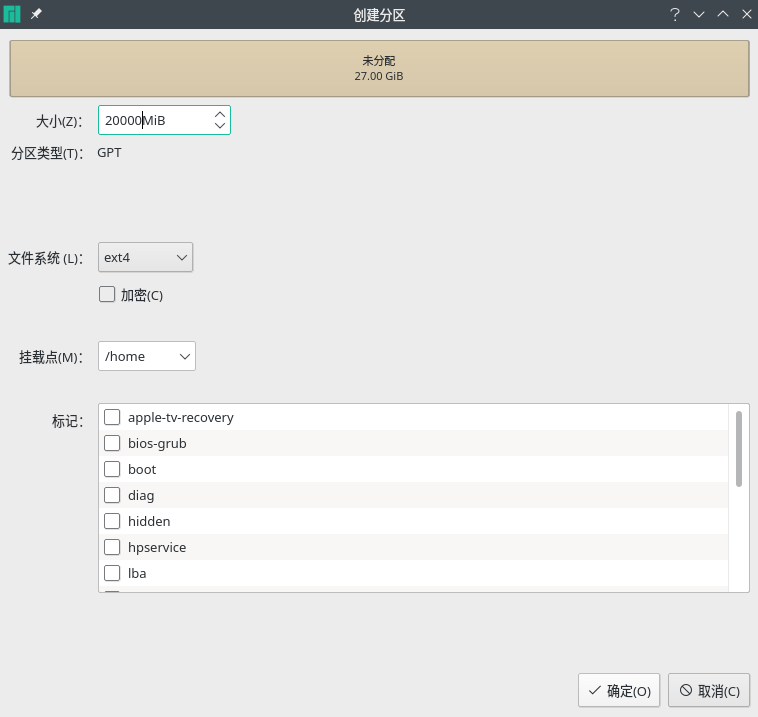 创建分区
未分配
27.00 GiB
大小(Z)： 20000MiB
分区类型(T)： GPT
文件系统 (L)： ext4
加密(C)
挂载点(M)： /home
标记：
apple-tv-recovery
bios-grub
boot
diag
hidden
hpservice
lba
确定(O) 取消(C)